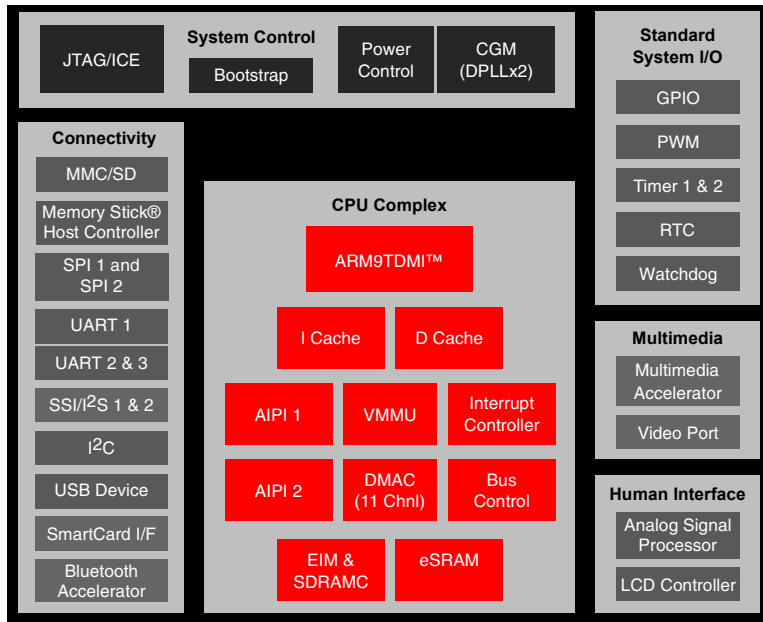 System Control
JTAG/ICE
Bootstrap
Power
Control
CGM
(DPLLx2)
Connectivity
MMC/SD
Memory Stick®
Host Controller
SPI 1 and
SPI 2
UART 1
UART 2 & 3
SSI/I2S 1 & 2
I2C
USB Device
SmartCard I/F
Bluetooth
Accelerator
CPU Complex
ARM9TDMI™
I Cache
D Cache
AIPI 1
VMMU
Interrupt
Controller
AIPI 2
DMAC
(11 Chnl)
Bus
Control
EIM &
SDRAMC
eSRAM
Standard
System I/O
GPIO
PWM
Timer 1 & 2
RTC
Watchdog
Multimedia
Multimedia
Accelerator
Video Port
Human Interface
Analog Signal
Processor
LCD Controller